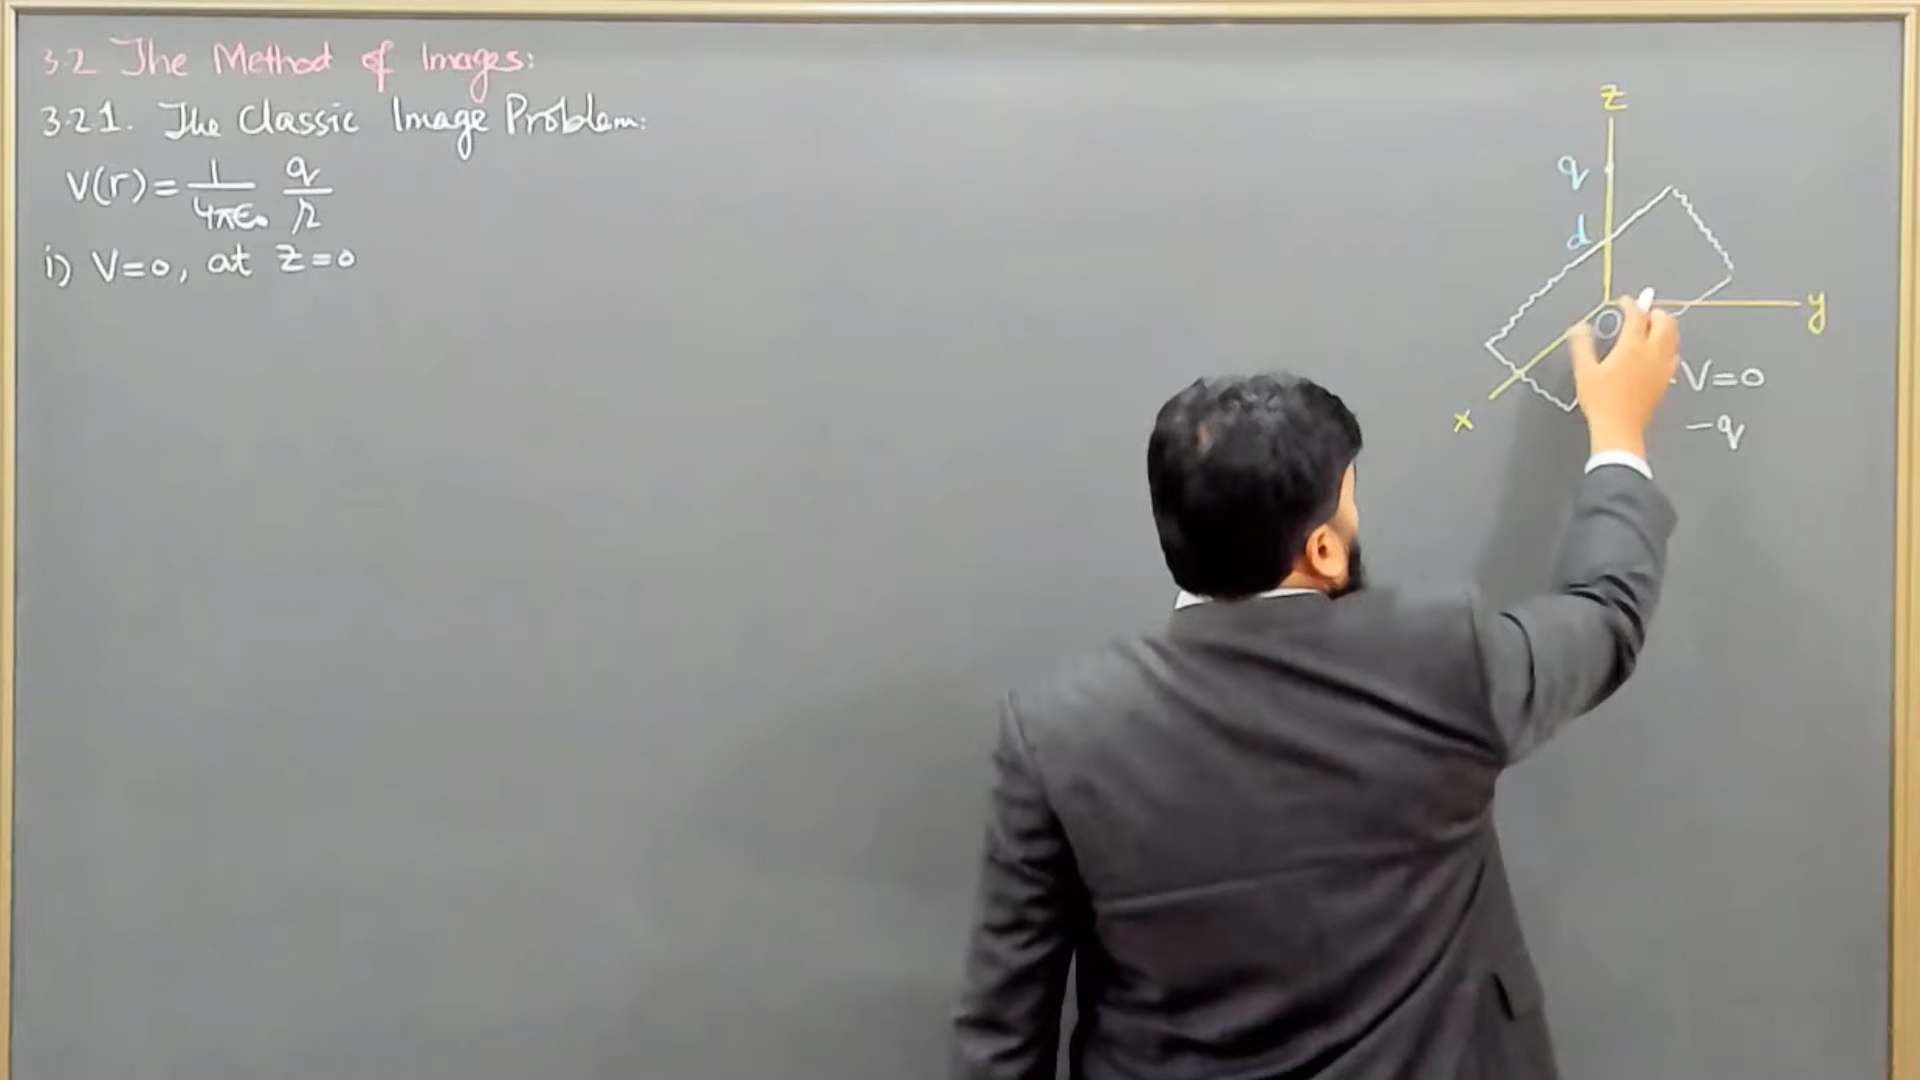 3.2 The Method of Images:
3.2.1. The Classic Image Problem:
V(r) = 1/4πε₀ q/r
i) V=0, at z=0
z
q
d
y
O
x
V=0
-q